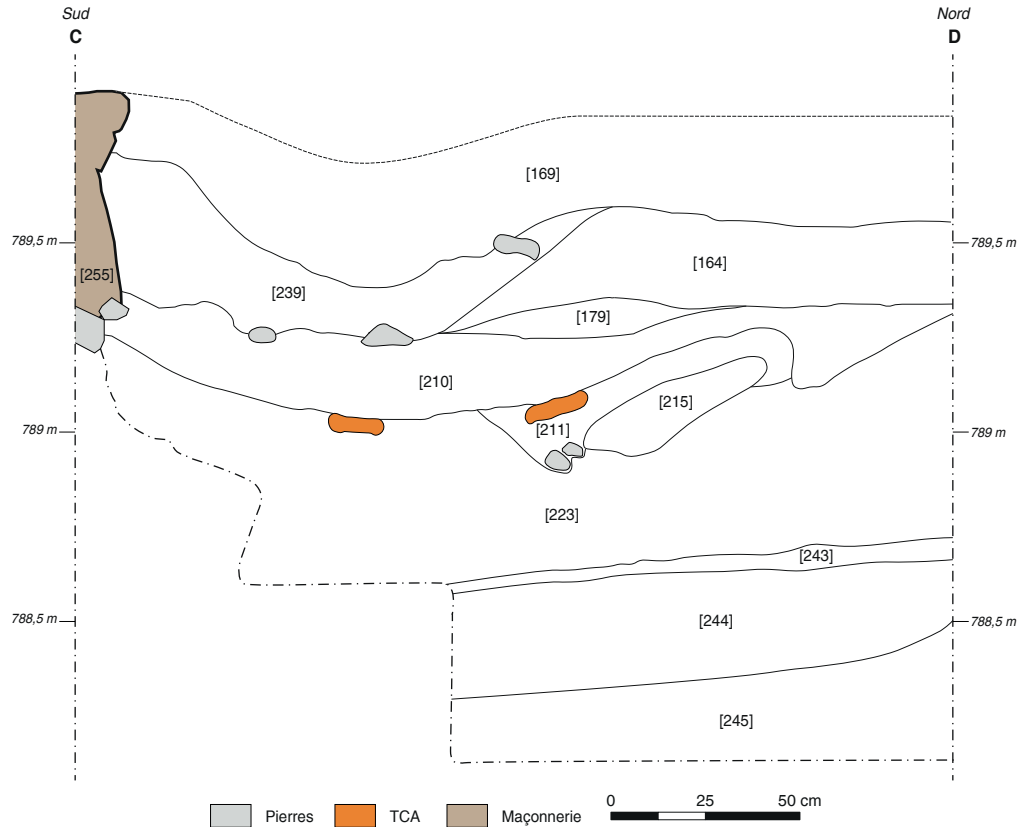 Sud
Nord
C
D
[169]
789,5 m
789,5 m
[164]
[255]
[239]
[179]
[210]
[215]
789 m
[211]
789 m
[223]
[243]
788,5 m
[244]
788,5 m
[245]
0 25 50 cm
Pierres TCA Maçonnerie